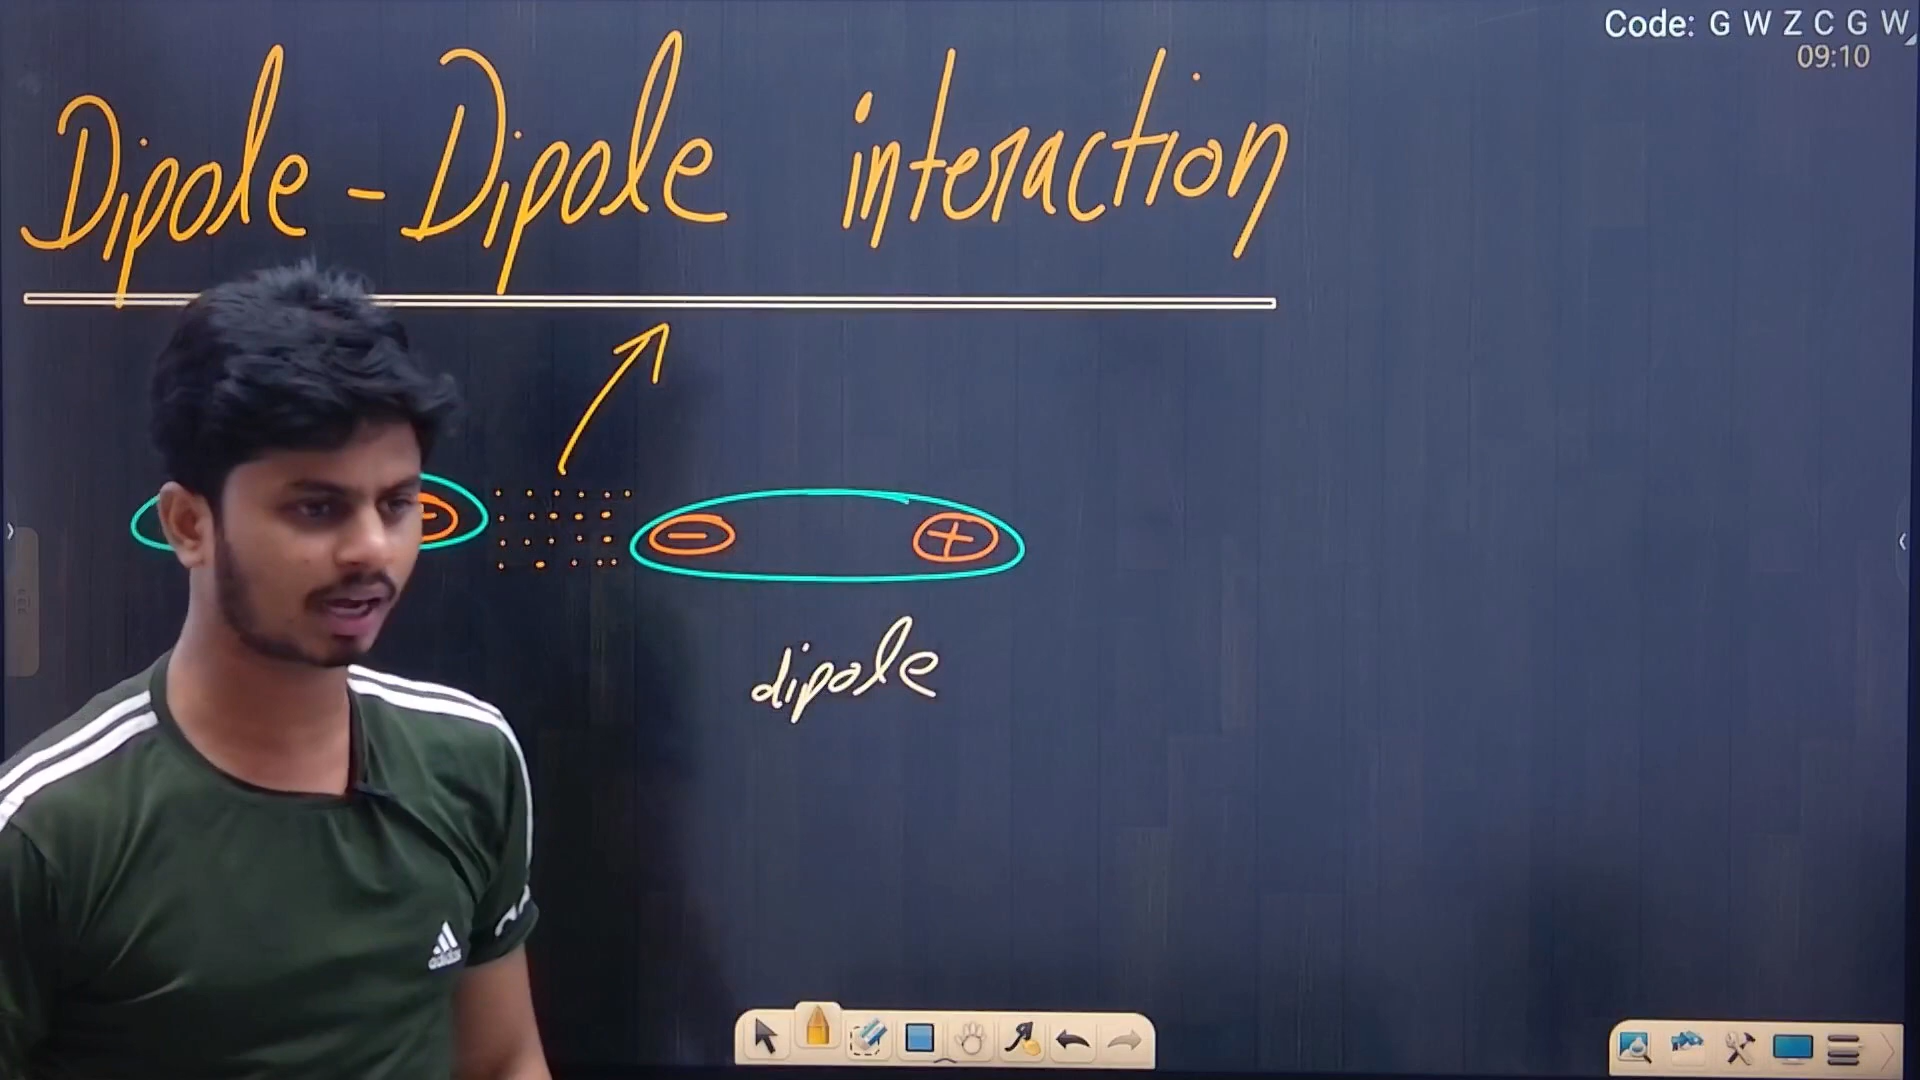 Code: G W Z C G W
09:10
Dipole - Dipole interaction
- +
dipole
adidas